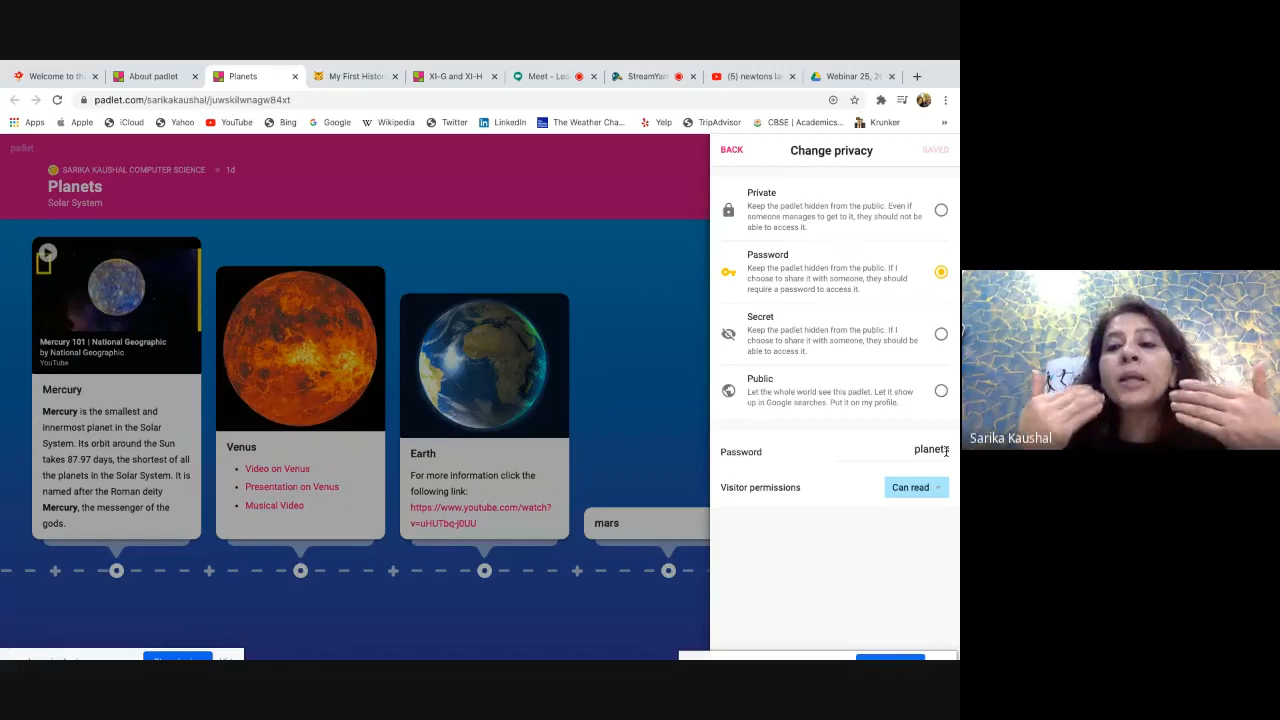 Welcome to th
About padlet
Planets
My First Histor
XI-G and XI-H
Meet - Lea
StreamYar
(5) newtons la
Webinar 25, 2
padlet.com/sarikakaushal/juwskilwnagw84xt
Apps
Apple
iCloud
Yahoo
YouTube
Bing
Google
Wikipedia
Twitter
LinkedIn
The Weather Cha...
Yelp
TripAdvisor
CBSE | Academics...
Krunker
»
padlet
SARIKA KAUSHAL COMPUTER SCIENCE 1d
Planets
Solar System
Mercury 101 | National Geographic
by National Geographic
YouTube
Mercury
Mercury is the smallest and
innermost planet in the Solar
System. Its orbit around the Sun
takes 87.97 days, the shortest of all
the planets in the Solar System. It is
named after the Roman deity
Mercury, the messenger of the
gods.
Venus
• Video on Venus
• Presentation on Venus
• Musical Video
Earth
For more information click the
following link:
https://www.youtube.com/watch?
v=uHUTbq-j0UU
mars
BACK
Change privacy
SAVED
Private
Keep the padlet hidden from the public. Even if
someone manages to get to it, they should not be
able to access it.
Password
Keep the padlet hidden from the public. If I
choose to share it with someone, they should
require a password to access it.
Secret
Keep the padlet hidden from the public. If I
choose to share it with someone, they should be
able to access it.
Public
Let the whole world see this padlet. Let it show
up in Google searches. Put it on my profile.
Password planets
Visitor permissions Can read
Sarika Kaushal